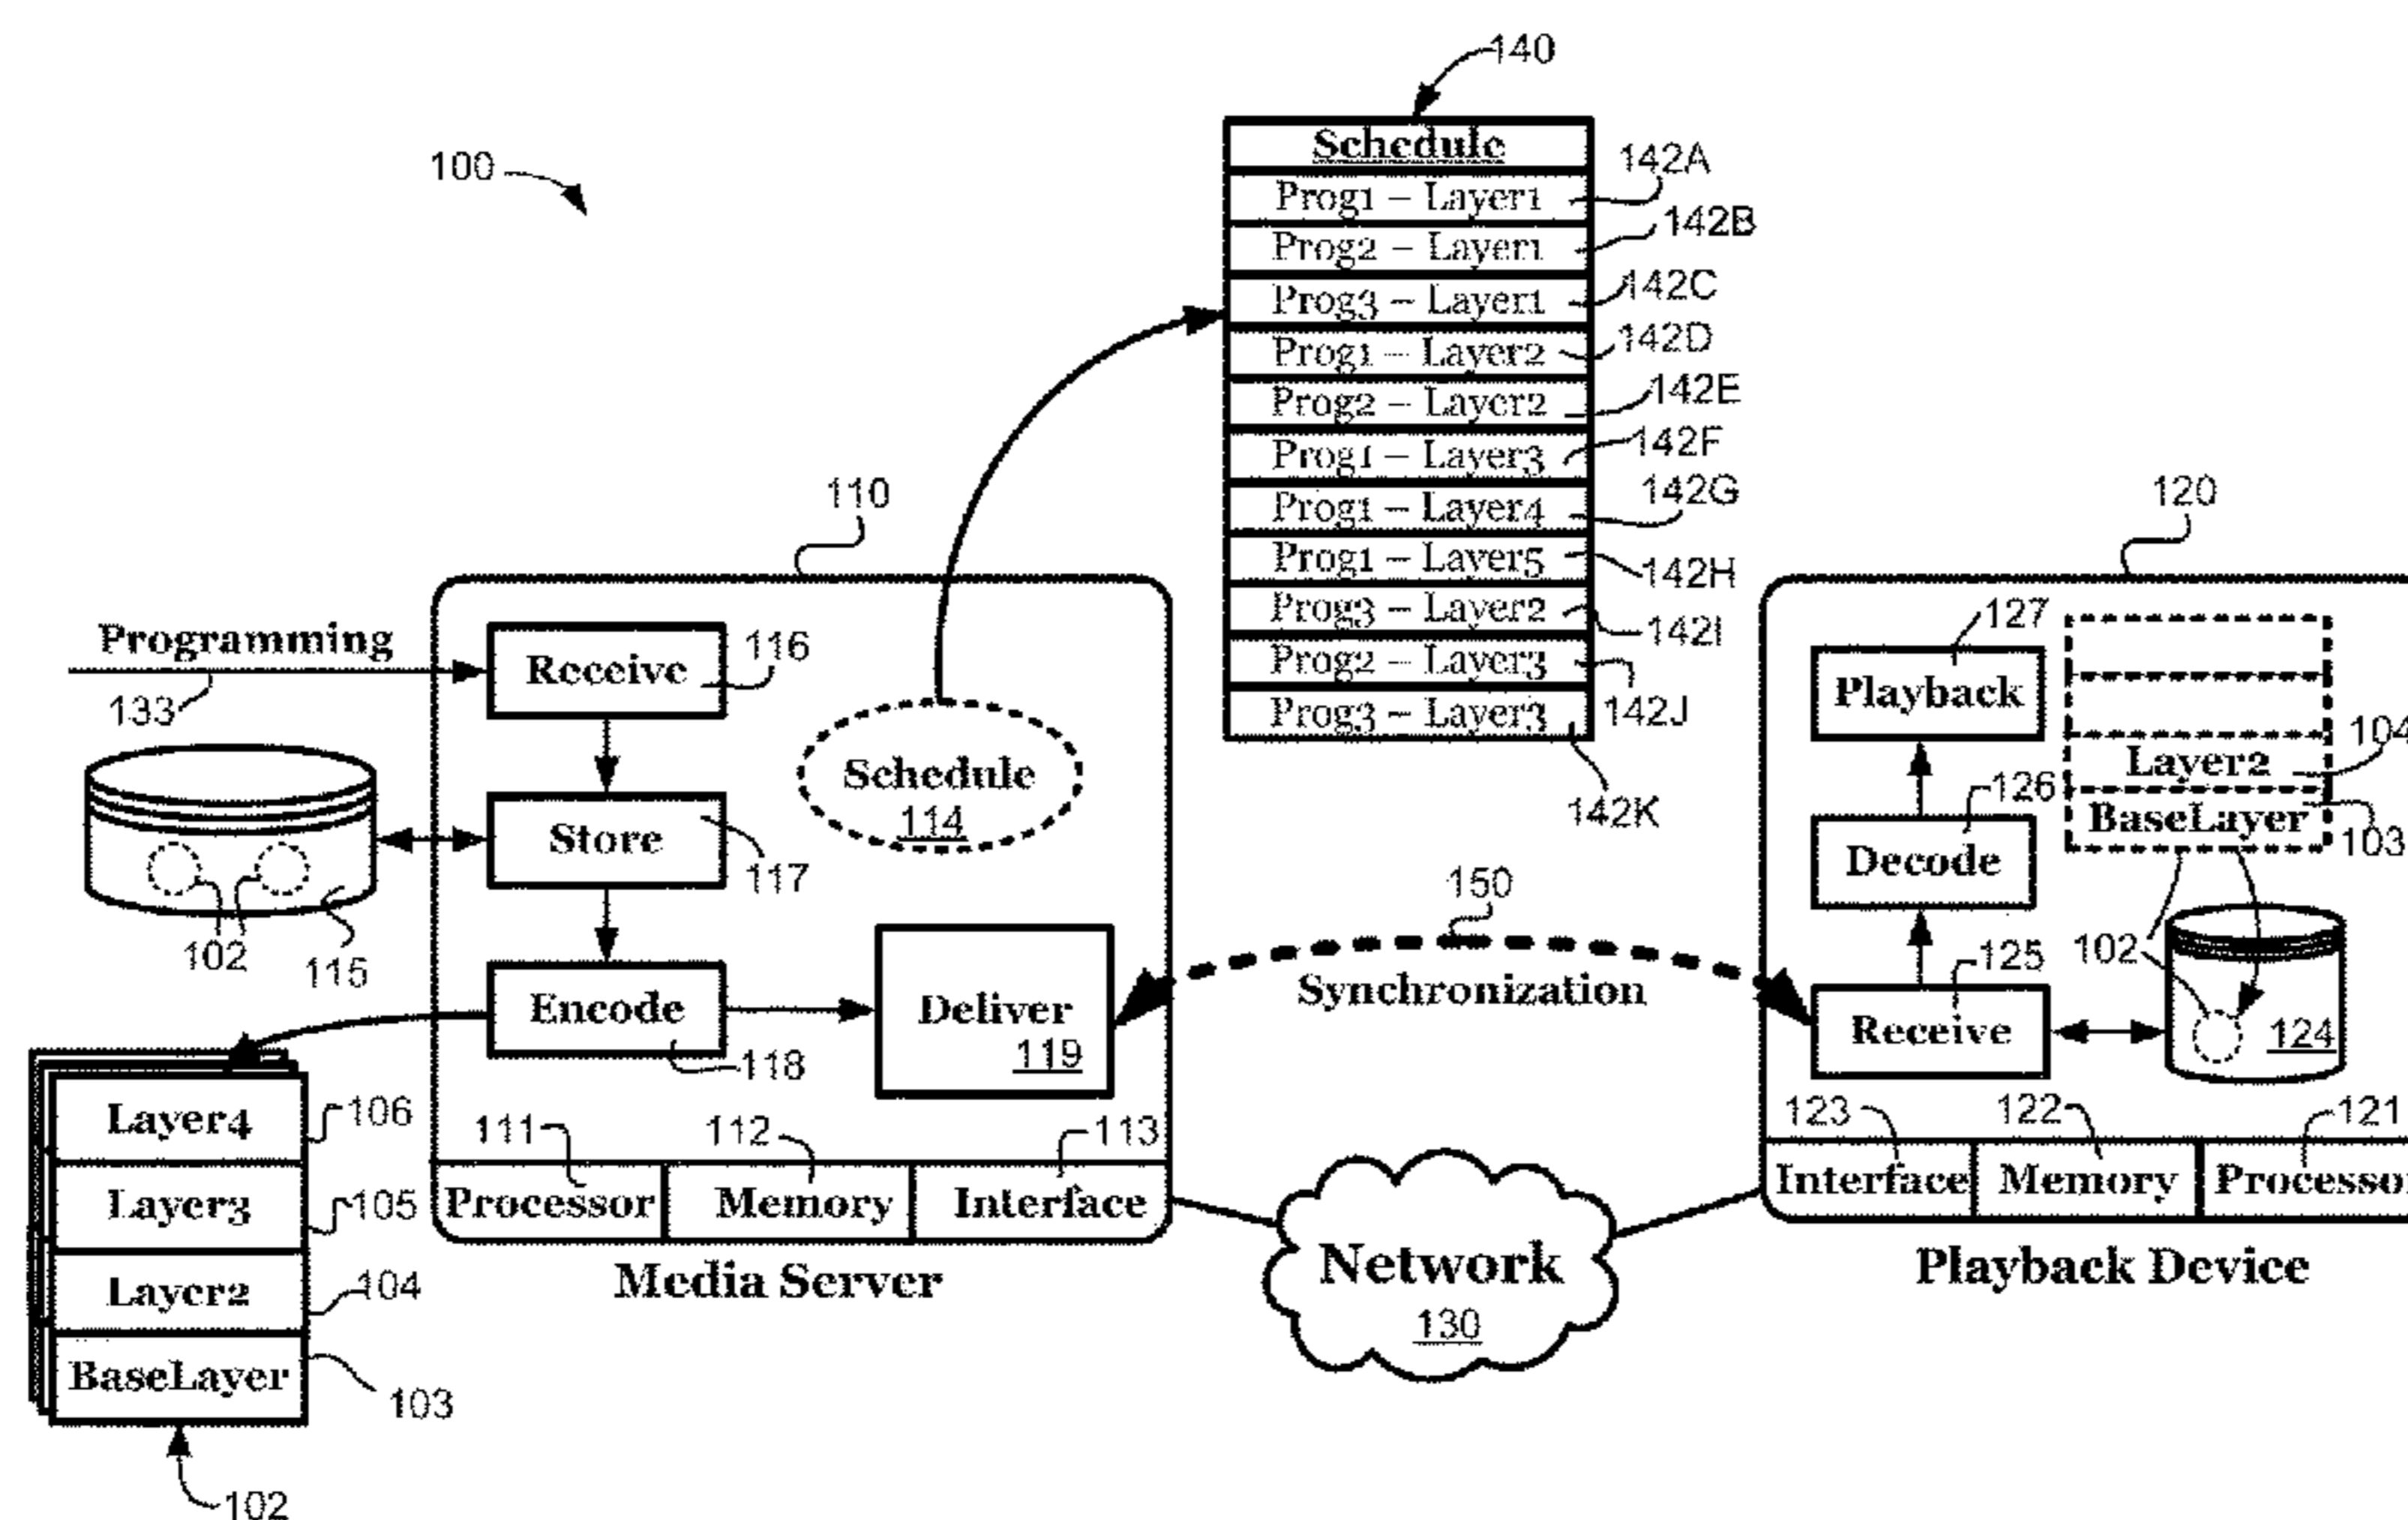 140
100
Schedule
Prog1 – Layer1
142A
Prog2 – Layer1
142B
Prog3 – Layer1
142C
Prog1 – Layer2
142D
Prog2 – Layer2
142E
Prog1 – Layer3
142F
Prog1 – Layer4
142G
Prog1 – Layer5
142H
Prog3 – Layer2
142I
Prog2 – Layer3
142J
Prog3 – Layer3
142K
110
Programming
133
Receive
116
Schedule
114
Store
117
102
115
Encode
118
Deliver
119
Layer4
106
Layer3
105
Layer2
104
BaseLayer
103
102
111
112
113
Processor
Memory
Interface
Media Server
150
Synchronization
Network
130
120
127
Playback
Layer2
104
BaseLayer
103
126
Decode
102
125
Receive
124
123
122
121
Interface
Memory
Processor
Playback Device